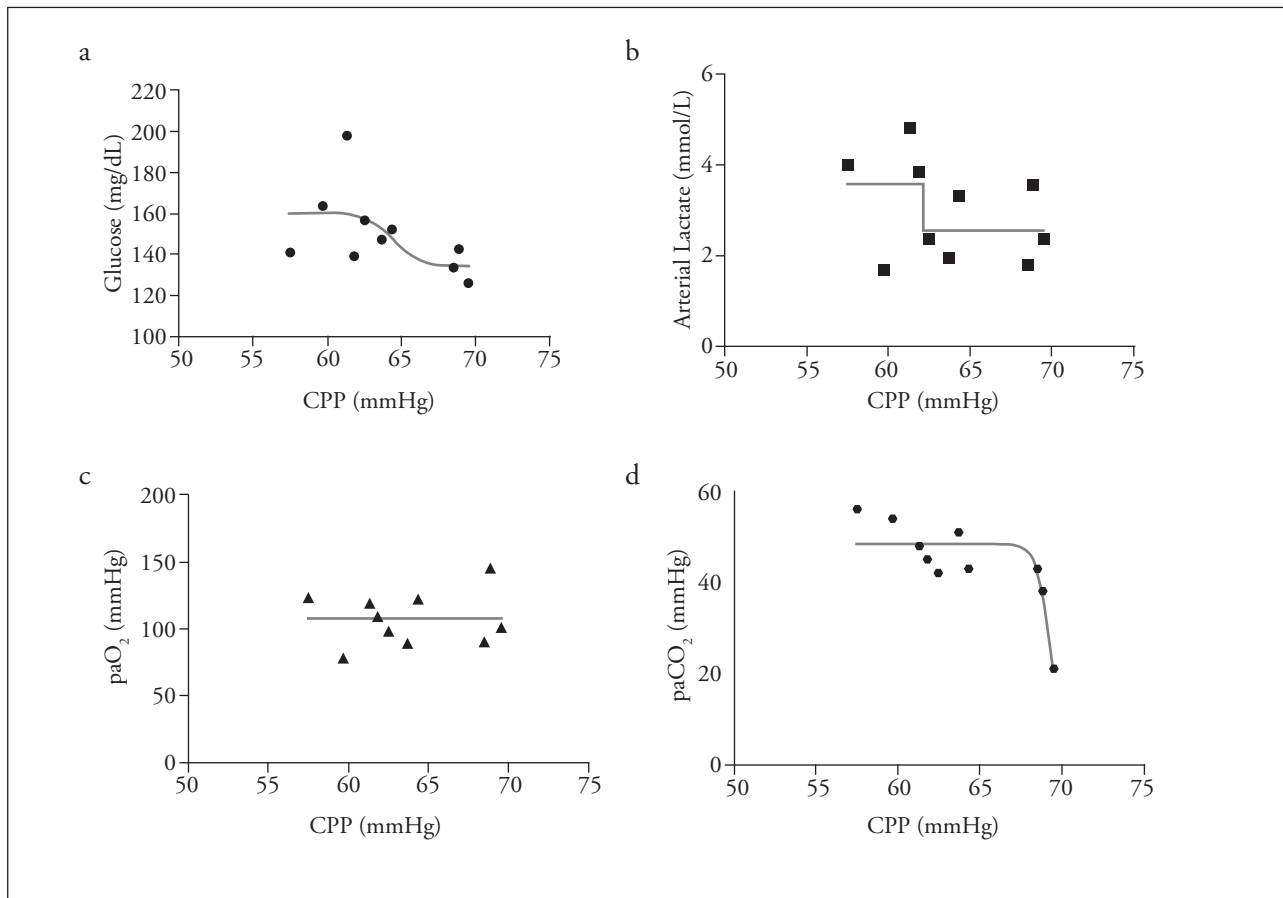 a
220
200
180
160
140
120
100
Glucose (mg/dL)
50 55 60 65 70 75
CPP (mmHg)
b
6
4
2
0
Arterial Lactate (mmol/L)
50 55 60 65 70 75
CPP (mmHg)
c
200
150
100
50
0
paO₂ (mmHg)
50 55 60 65 70 75
CPP (mmHg)
d
60
40
20
0
paCO₂ (mmHg)
50 55 60 65 70 75
CPP (mmHg)